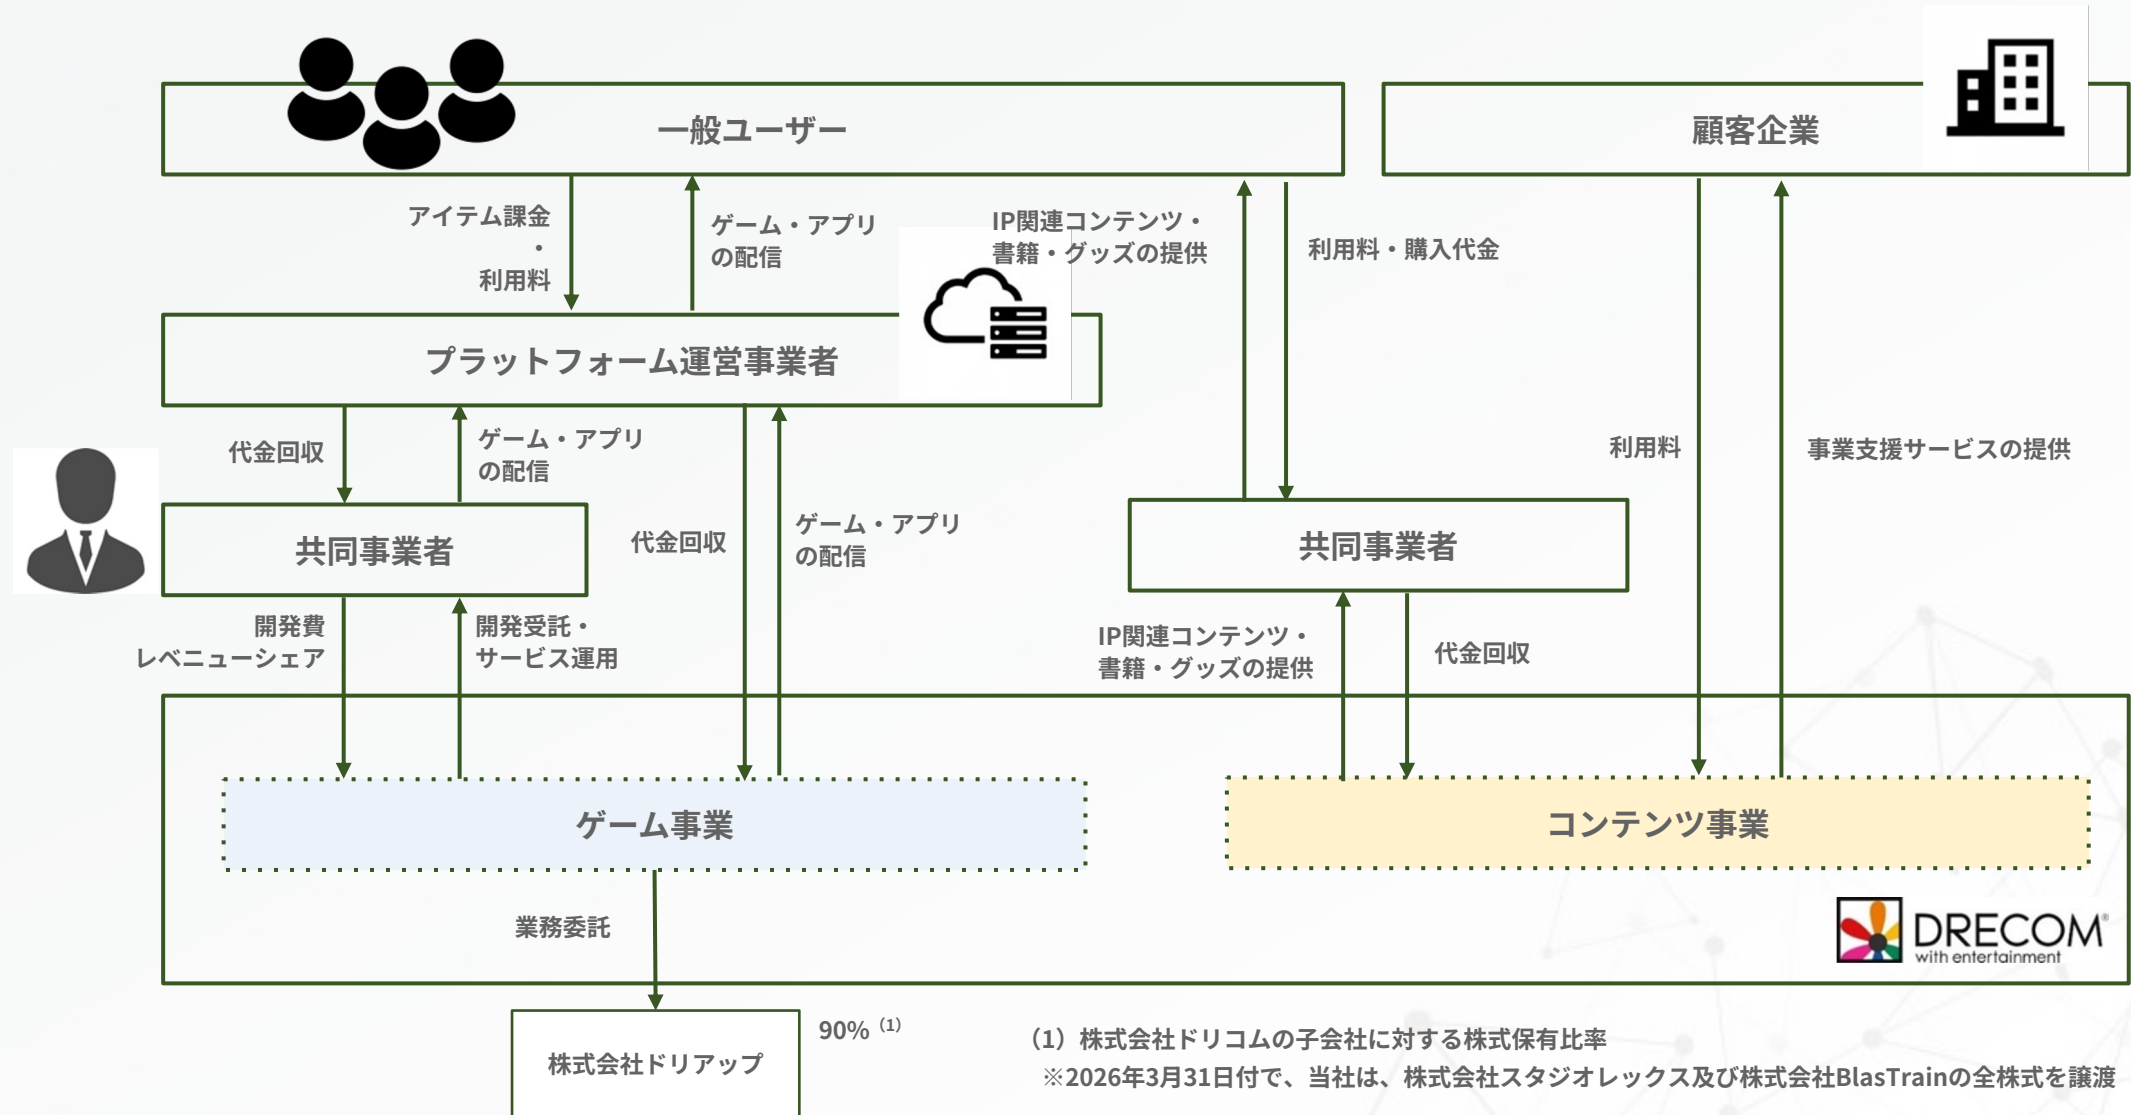 一般ユーザー
顧客企業
アイテム課金
・
利用料
ゲーム・アプリ
の配信
IP関連コンテンツ・
書籍・グッズの提供
利用料・購入代金
プラットフォーム運営事業者
代金回収
ゲーム・アプリ
の配信
利用料
事業支援サービスの提供
共同事業者
代金回収
ゲーム・アプリ
の配信
共同事業者
開発費
レベニューシェア
開発受託・
サービス運用
IP関連コンテンツ・
書籍・グッズの提供
代金回収
ゲーム事業
コンテンツ事業
業務委託
DRECOM®
with entertainment
株式会社ドリアップ
90%（1）
（1）株式会社ドリコムの子会社に対する株式保有比率
※2026年3月31日付で、当社は、株式会社スタジオレックス及び株式会社BlasTrainの全株式を譲渡